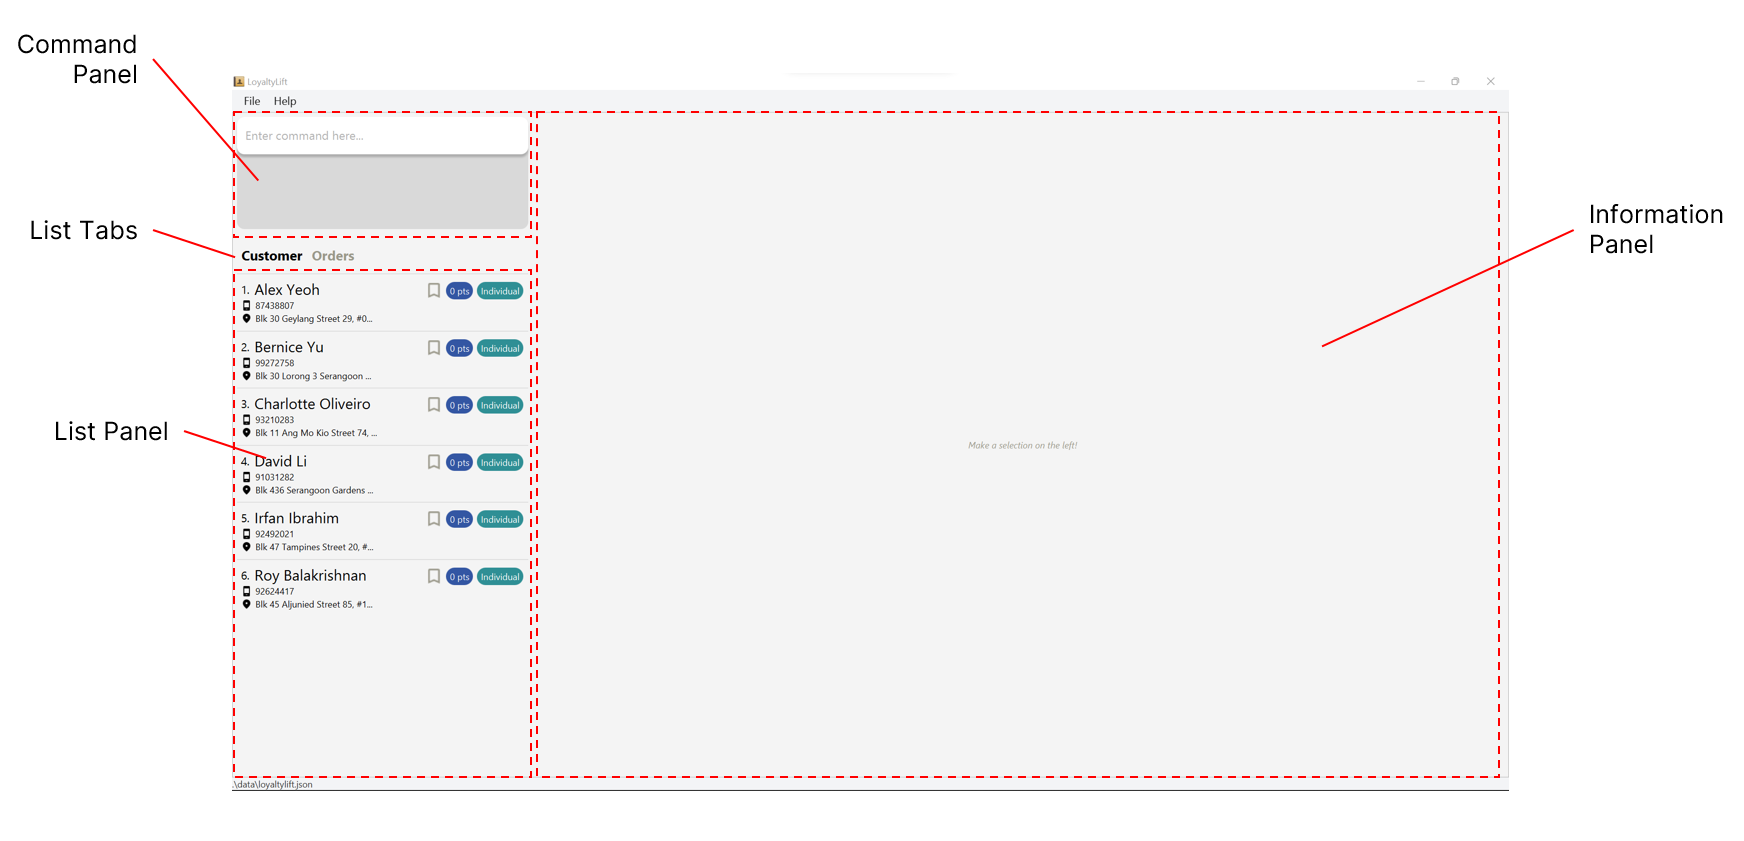 Command
Panel
LoyaltyLift
File Help
Enter command here...
List Tabs
Customer Orders
1. Alex Yeoh 0 pts Individual
87438807
Blk 30 Geylang Street 29, #0...
2. Bernice Yu 0 pts Individual
99272758
Blk 30 Lorong 3 Serangoon ...
3. Charlotte Oliveiro 0 pts Individual
93210283
Blk 11 Ang Mo Kio Street 74, ...
List Panel
4. David Li 0 pts Individual
91031282
Blk 436 Serangoon Gardens ...
5. Irfan Ibrahim 0 pts Individual
92492021
Blk 47 Tampines Street 20, #...
6. Roy Balakrishnan 0 pts Individual
92624417
Blk 45 Aljunied Street 85, #1...
.\data\loyaltylift.json
Make a selection on the left!
Information
Panel